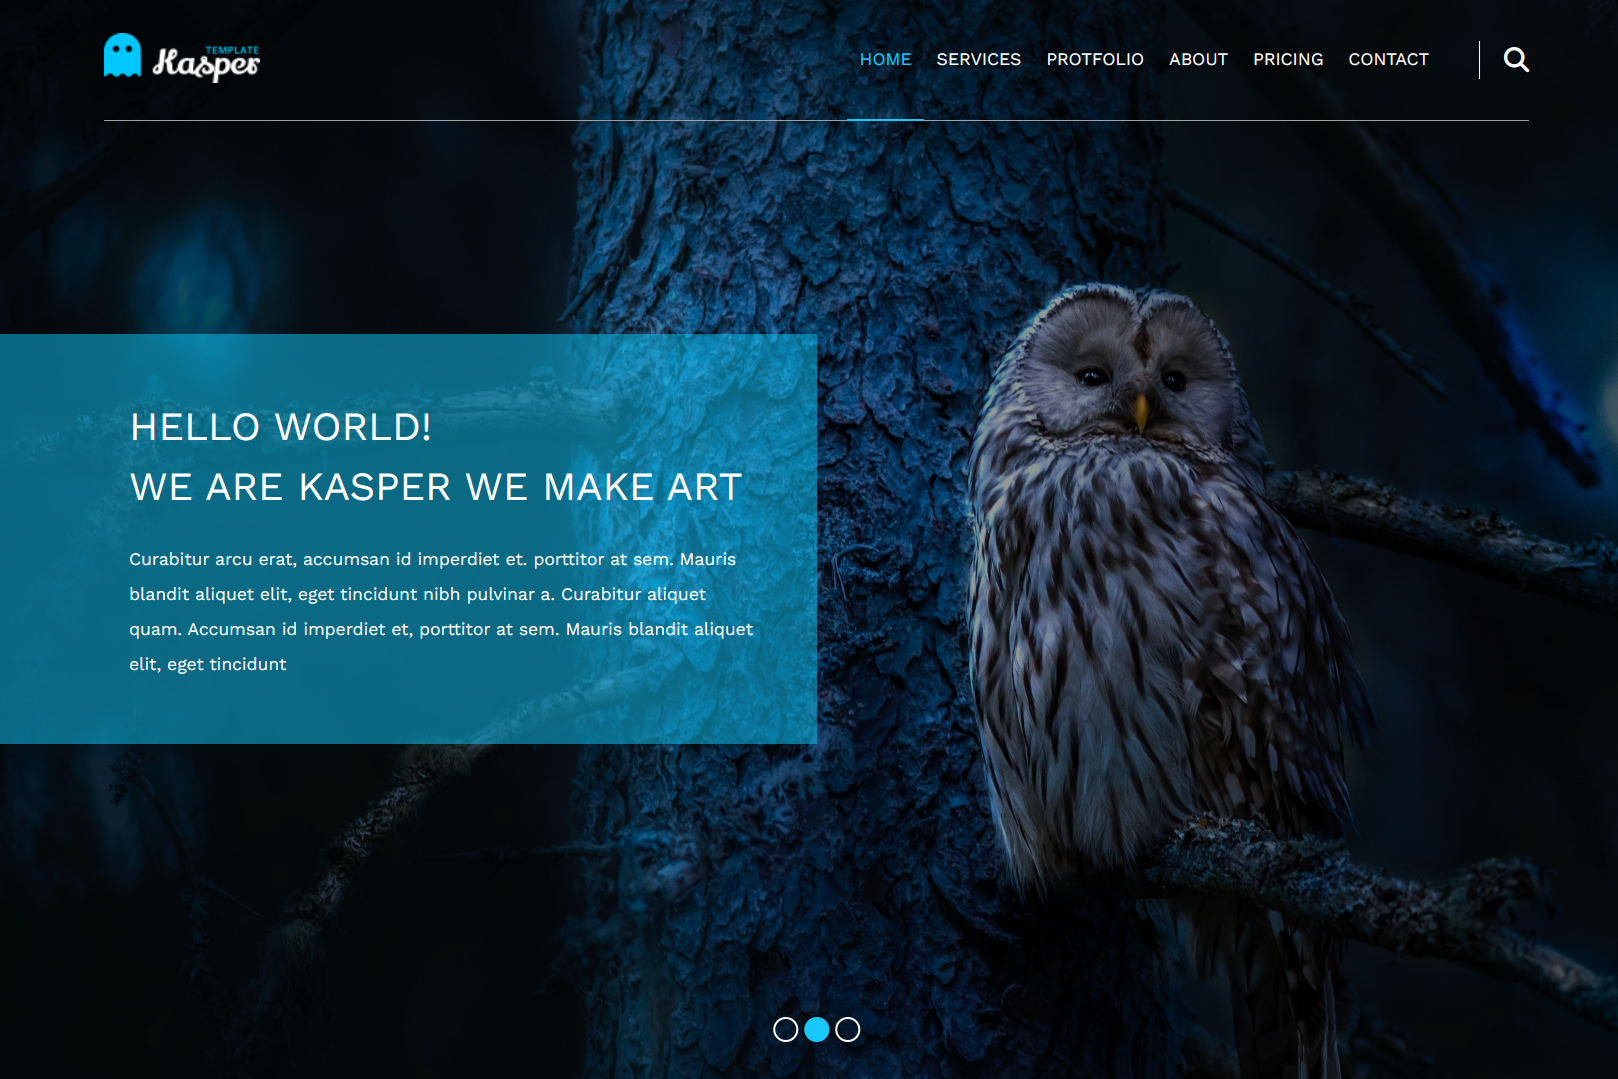 TEMPLATE
Kasper
HOME SERVICES PROTFOLIO ABOUT PRICING CONTACT
HELLO WORLD!
WE ARE KASPER WE MAKE ART
Curabitur arcu erat, accumsan id imperdiet et. porttitor at sem. Mauris
blandit aliquet elit, eget tincidunt nibh pulvinar a. Curabitur aliquet
quam. Accumsan id imperdiet et, porttitor at sem. Mauris blandit aliquet
elit, eget tincidunt